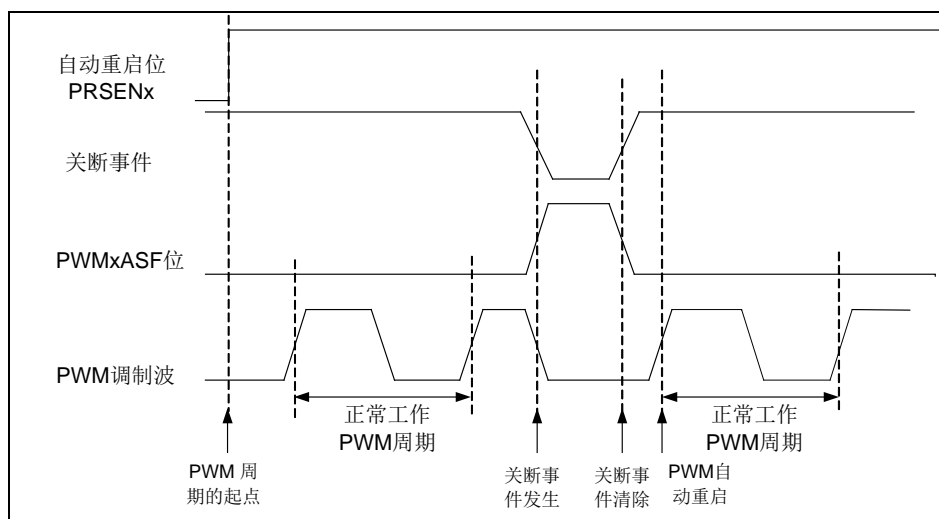 自动重启位
PRSENx
关断事件
PWMxASF位
PWM调制波
正常工作
PWM周期
正常工作
PWM周期
PWM 周
期的起点
关断事
件发生
关断事
件清除
PWM自
动重启